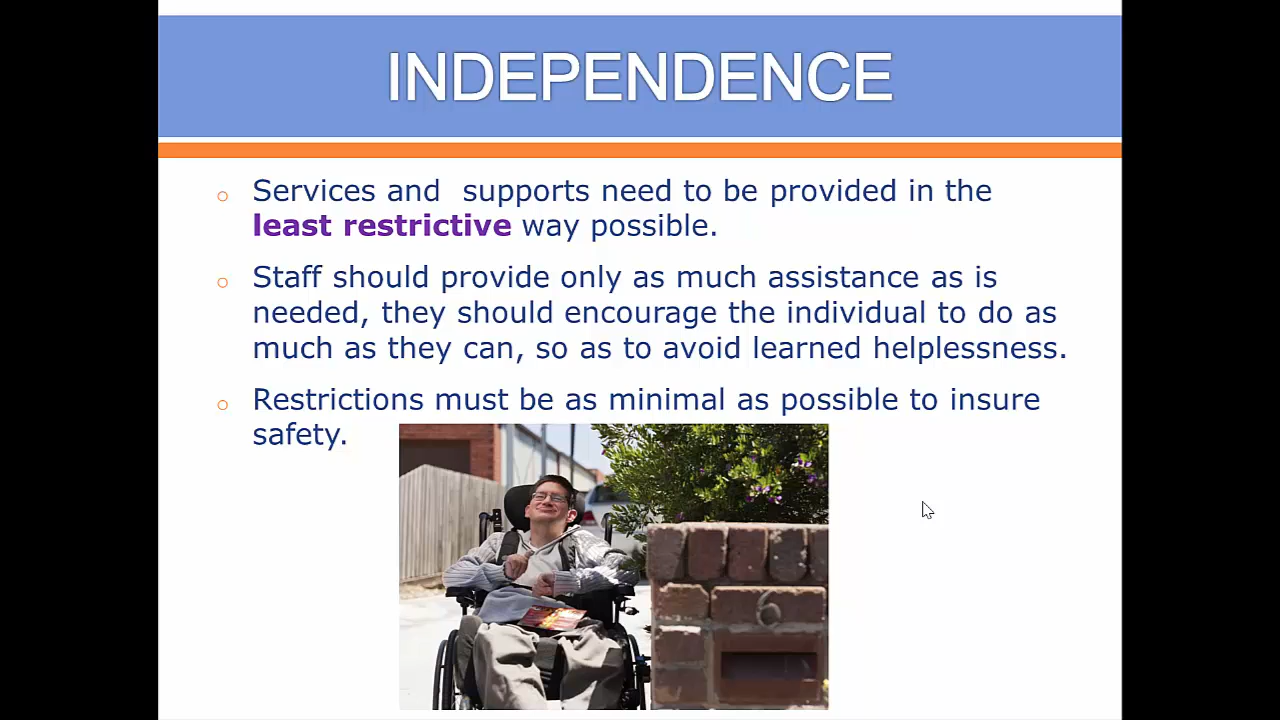 INDEPENDENCE
Services and  supports need to be provided in the
least restrictive way possible.
Staff should provide only as much assistance as is
needed, they should encourage the individual to do as
much as they can, so as to avoid learned helplessness.
Restrictions must be as minimal as possible to insure
safety.
6